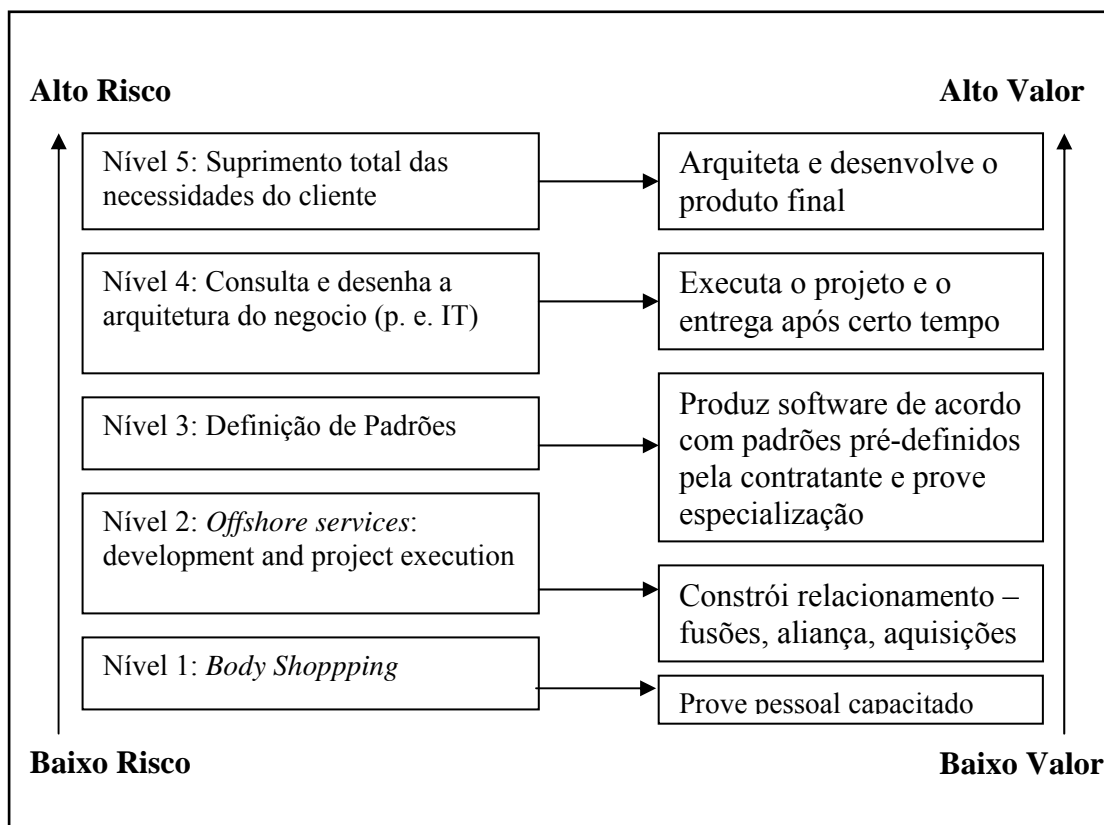 Alto Risco
Alto Valor
Nível 5: Suprimento total das
necessidades do cliente
Arquiteta e desenvolve o
produto final
Nível 4: Consulta e desenha a
arquitetura do negocio (p. e. IT)
Executa o projeto e o
entrega após certo tempo
Nível 3: Definição de Padrões
Produz software de acordo
com padrões pré-definidos
pela contratante e prove
especialização
Nível 2: Offshore services:
development and project execution
Constrói relacionamento –
fusões, aliança, aquisições
Nível 1: Body Shoppping
Prove pessoal capacitado
Baixo Risco
Baixo Valor